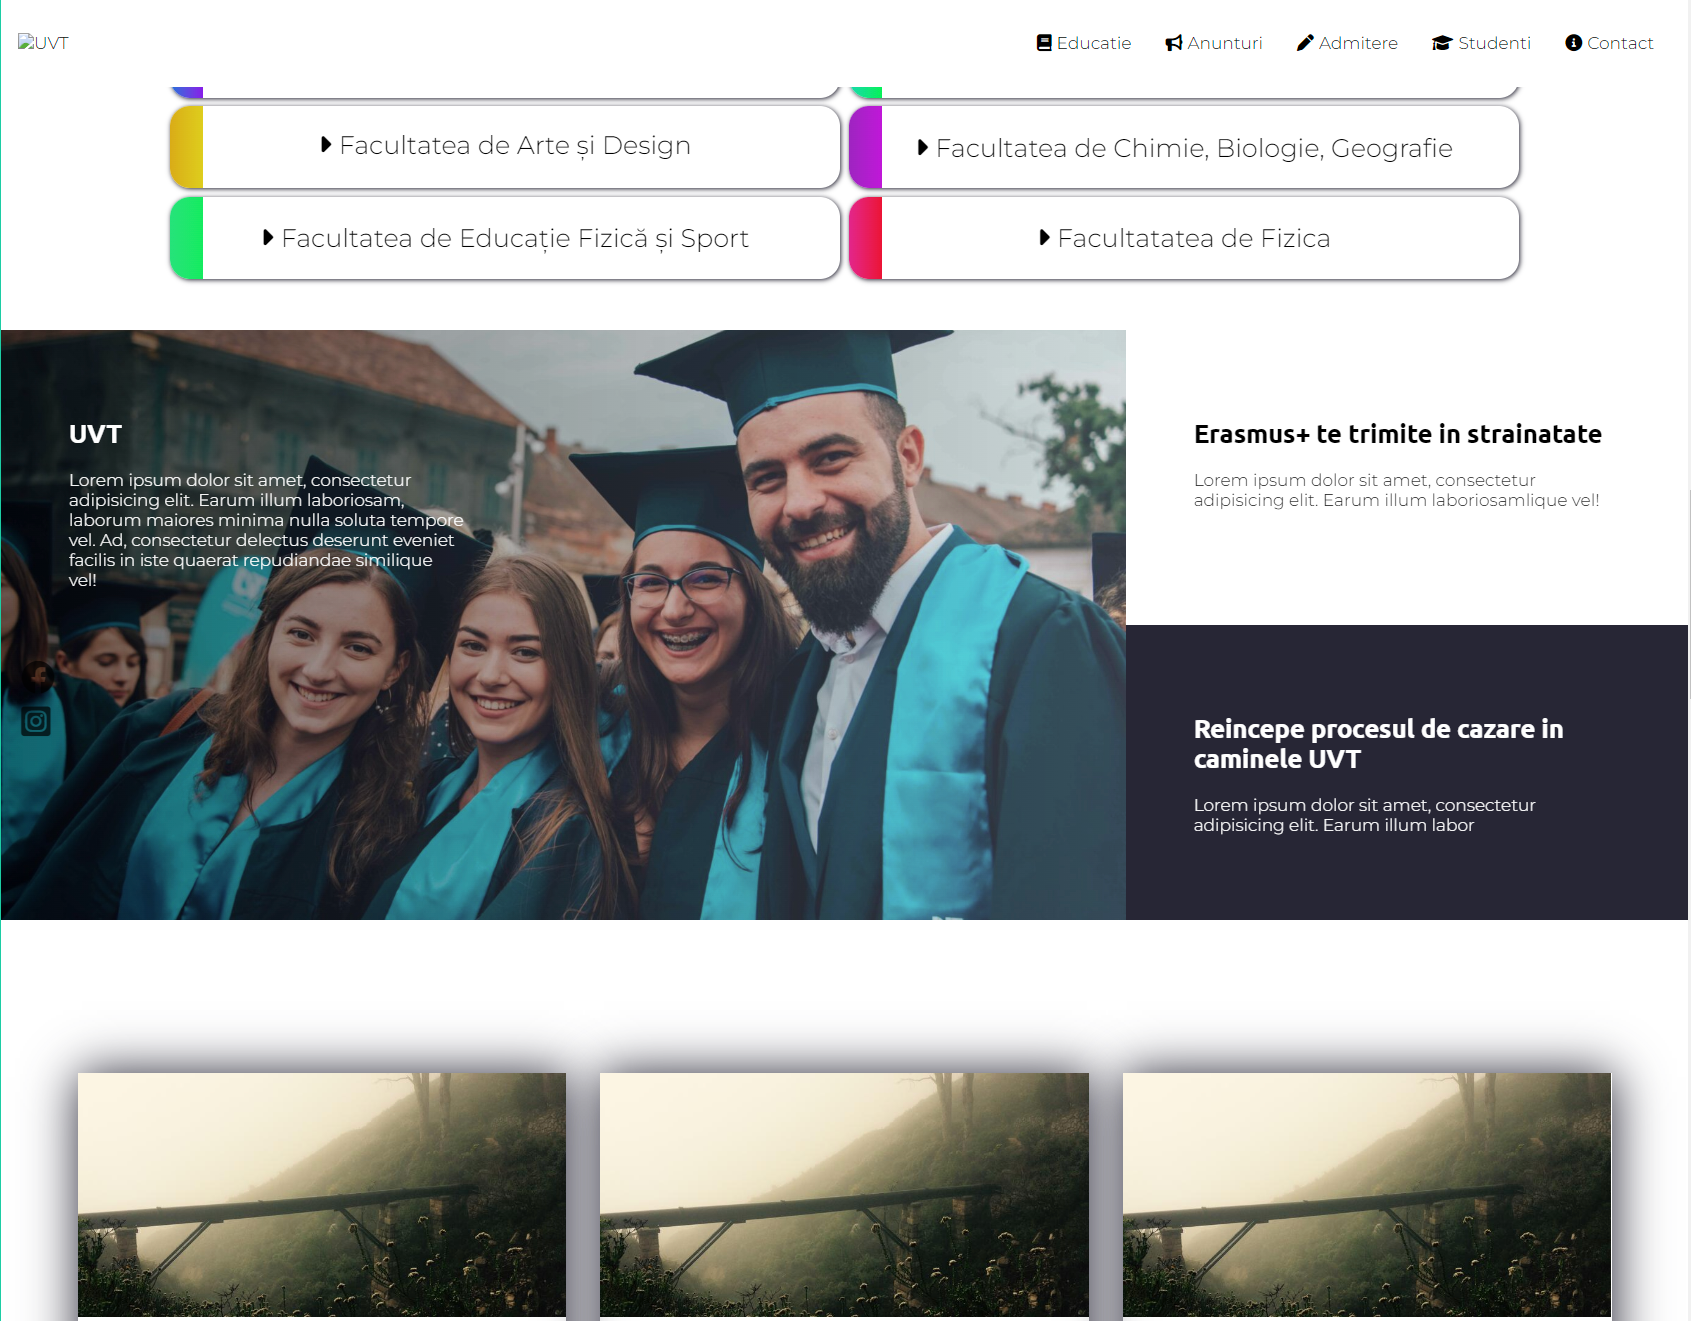 UVT
Educatie
Anunturi
Admitere
Studenti
Contact
Facultatea de Arte și Design
Facultatea de Chimie, Biologie, Geografie
Facultatea de Educație Fizică și Sport
Facultatatea de Fizica
UVT
Lorem ipsum dolor sit amet, consectetur
adipisicing elit. Earum illum laboriosam,
laborum maiores minima nulla soluta tempore
vel. Ad, consectetur delectus deserunt eveniet
facilis in iste quaerat repudiandae similique
vel!
Erasmus+ te trimite in strainatate
Lorem ipsum dolor sit amet, consectetur
adipisicing elit. Earum illum laboriosamlique vel!
Reincepe procesul de cazare in
caminele UVT
Lorem ipsum dolor sit amet, consectetur
adipisicing elit. Earum illum labor